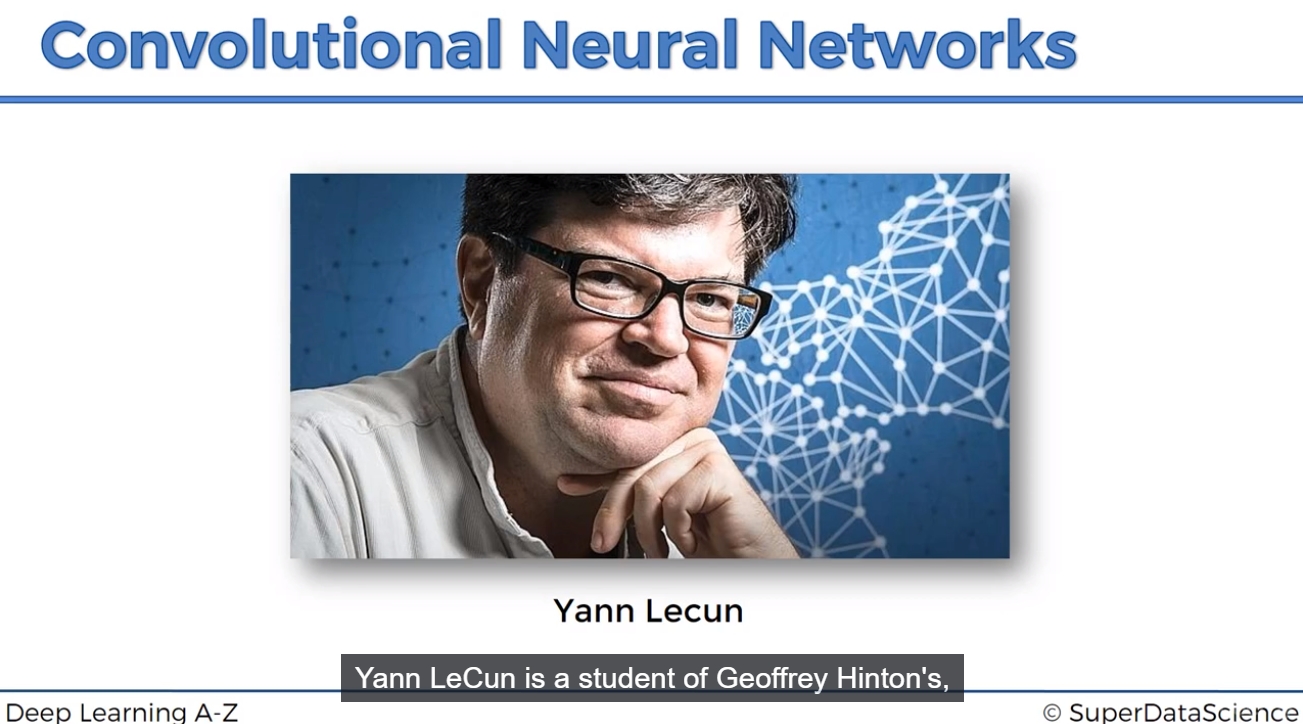 Convolutional Neural Networks
Yann Lecun
Yann LeCun is a student of Geoffrey Hinton's,
Deep Learning A-Z
© SuperDataScience